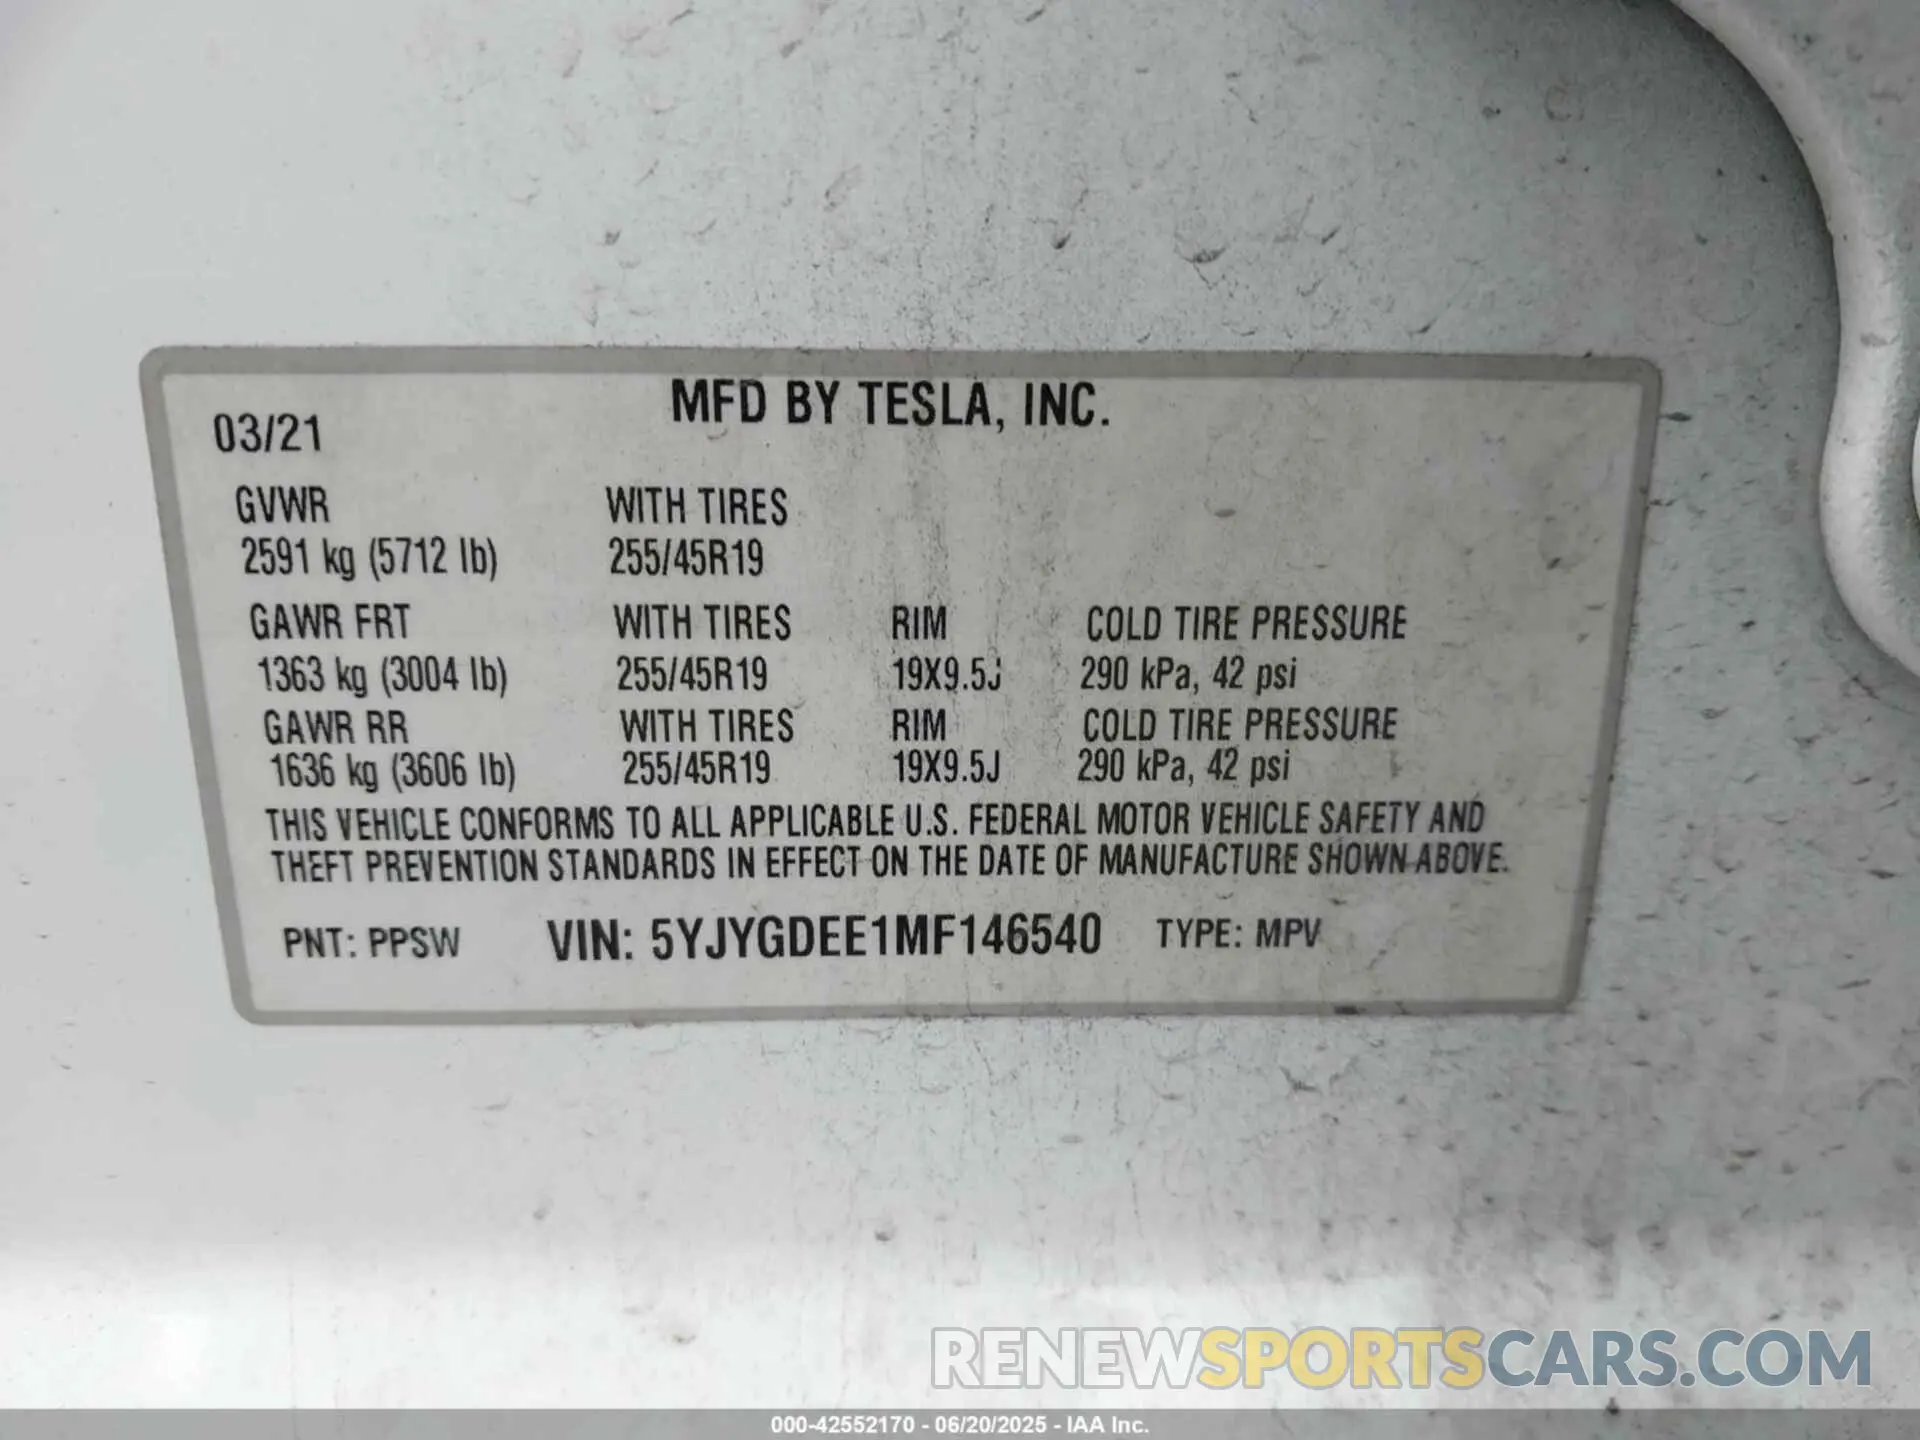 MFD BY TESLA, INC.
03/21
GVWR WITH TIRES
2591 kg (5712 lb) 255/45R19
GAWR FRT WITH TIRES RIM COLD TIRE PRESSURE
1363 kg (3004 lb) 255/45R19 19X9.5J 290 kPa, 42 psi
GAWR RR WITH TIRES RIM COLD TIRE PRESSURE
1636 kg (3606 lb) 255/45R19 19X9.5J 290 kPa, 42 psi
THIS VEHICLE CONFORMS TO ALL APPLICABLE U.S. FEDERAL MOTOR VEHICLE SAFETY AND
THEFT PREVENTION STANDARDS IN EFFECT ON THE DATE OF MANUFACTURE SHOWN ABOVE.
PNT: PPSW VIN: 5YJYGDEE1MF146540 TYPE: MPV
RENEWSPORTSCARS.COM
000-42552170 - 06/20/2025 - IAA Inc.